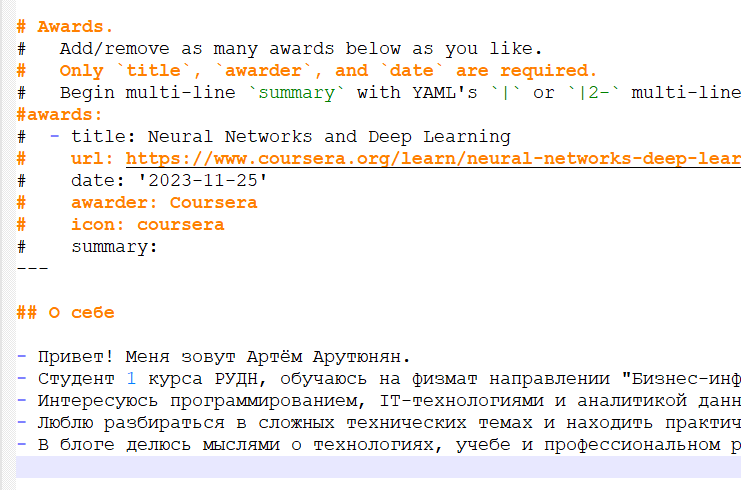 # Awards.
#   Add/remove as many awards below as you like.
#   Only `title`, `awarder`, and `date` are required.
#   Begin multi-line `summary` with YAML's `|` or `|2-` multi-line
#awards:
#  - title: Neural Networks and Deep Learning
#    url: https://www.coursera.org/learn/neural-networks-deep-lear
#    date: '2023-11-25'
#    awarder: Coursera
#    icon: coursera
#    summary:
---
## О себе
- Привет! Меня зовут Артём Арутюнян.
- Студент 1 курса РУДН, обучаюсь на физмат направлении "Бизнес-инф
- Интересуюсь программированием, IT-технологиями и аналитикой данн
- Люблю разбираться в сложных технических темах и находить практич
- В блоге делюсь мыслями о технологиях, учебе и профессиональном р